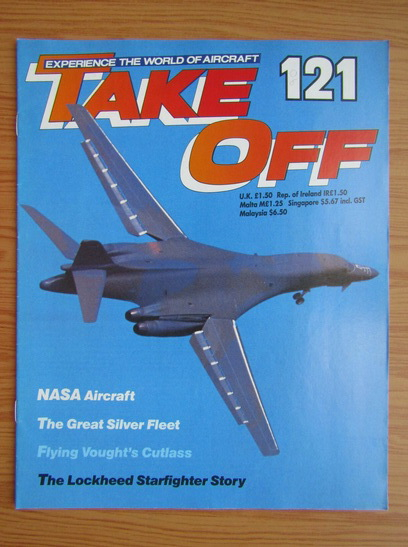 EXPERIENCE THE WORLD OF AIRCRAFT
TAKE OFF
121
U.K. £1.50 Rep. of Ireland IR£1.50
Malta M£1.25 Singapore $5.67 incl. GST
Malaysia $6.50
NASA Aircraft
The Great Silver Fleet
Flying Vought's Cutlass
The Lockheed Starfighter Story